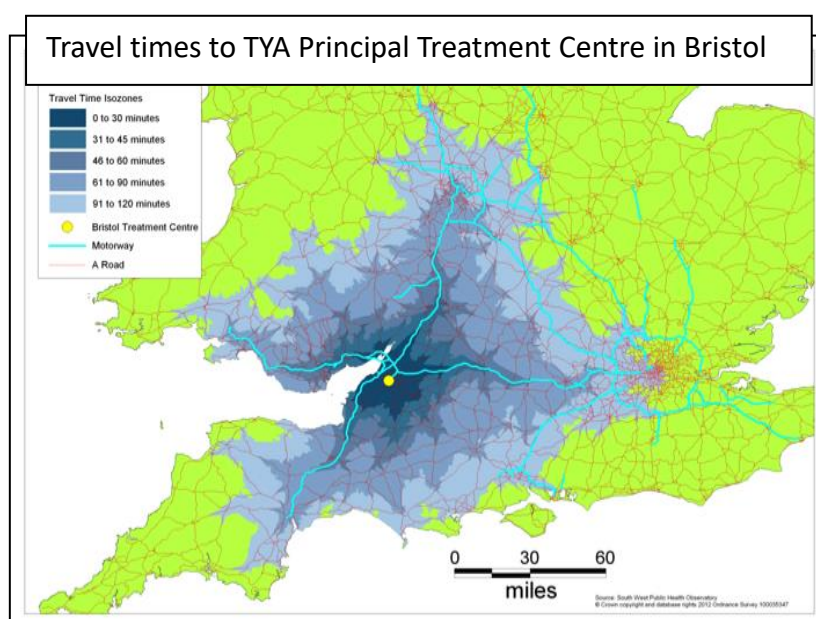 Travel times to TYA Principal Treatment Centre in Bristol
Travel Time Isozones
0 to 30 minutes
31 to 45 minutes
46 to 60 minutes
61 to 90 minutes
91 to 120 minutes
Bristol Treatment Centre
Motorway
A Road
0 30 60
miles
Source: South West Public Health Observatory
© Crown copyright and database rights 2012 Ordnance Survey 100035347